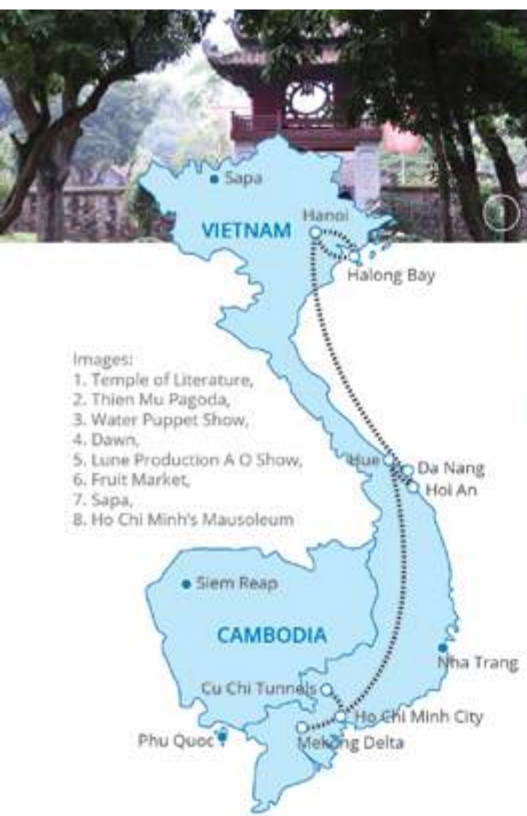 Sapa
Hanoi
VIETNAM
Halong Bay
Images:
1. Temple of Literature,
2. Thien Mu Pagoda,
3. Water Puppet Show,
4. Dawn,
5. Lune Production A O Show,
6. Fruit Market,
7. Sapa,
8. Ho Chi Minh's Mausoleum
Hue
Da Nang
Hoi An
Siem Reap
CAMBODIA
Nha Trang
Cu Chi Tunnels
Ho Chi Minh City
Phu Quoc
Mekong Delta